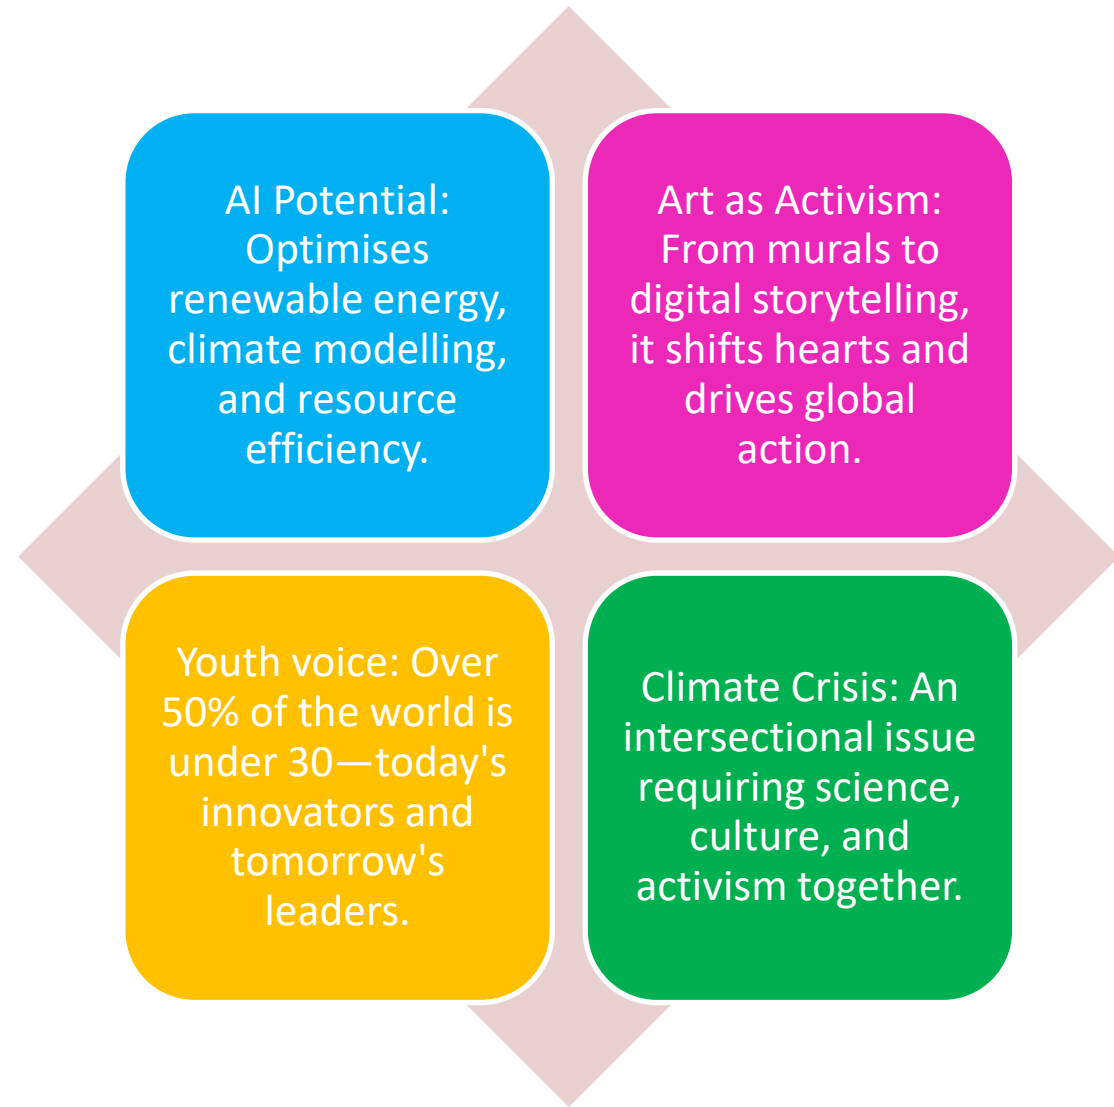 AI Potential:
Optimises
renewable energy,
climate modelling,
and resource
efficiency.
Art as Activism:
From murals to
digital storytelling,
it shifts hearts and
drives global
action.
Youth voice: Over
50% of the world is
under 30—today's
innovators and
tomorrow's
leaders.
Climate Crisis: An
intersectional issue
requiring science,
culture, and
activism together.